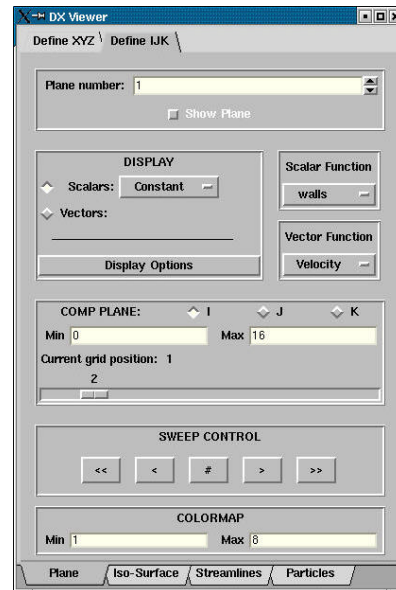 DX Viewer
Define XYZ Define IJK
Plane number: 1
Show Plane
DISPLAY
Scalars: Constant
Vectors:
Display Options
Scalar Function
walls
Vector Function
Velocity
COMP PLANE: I J K
Min 0 Max 16
Current grid position: 1
2
SWEEP CONTROL
<< < # > >>
COLORMAP
Min 1 Max 8
Plane Iso-Surface Streamlines Particles